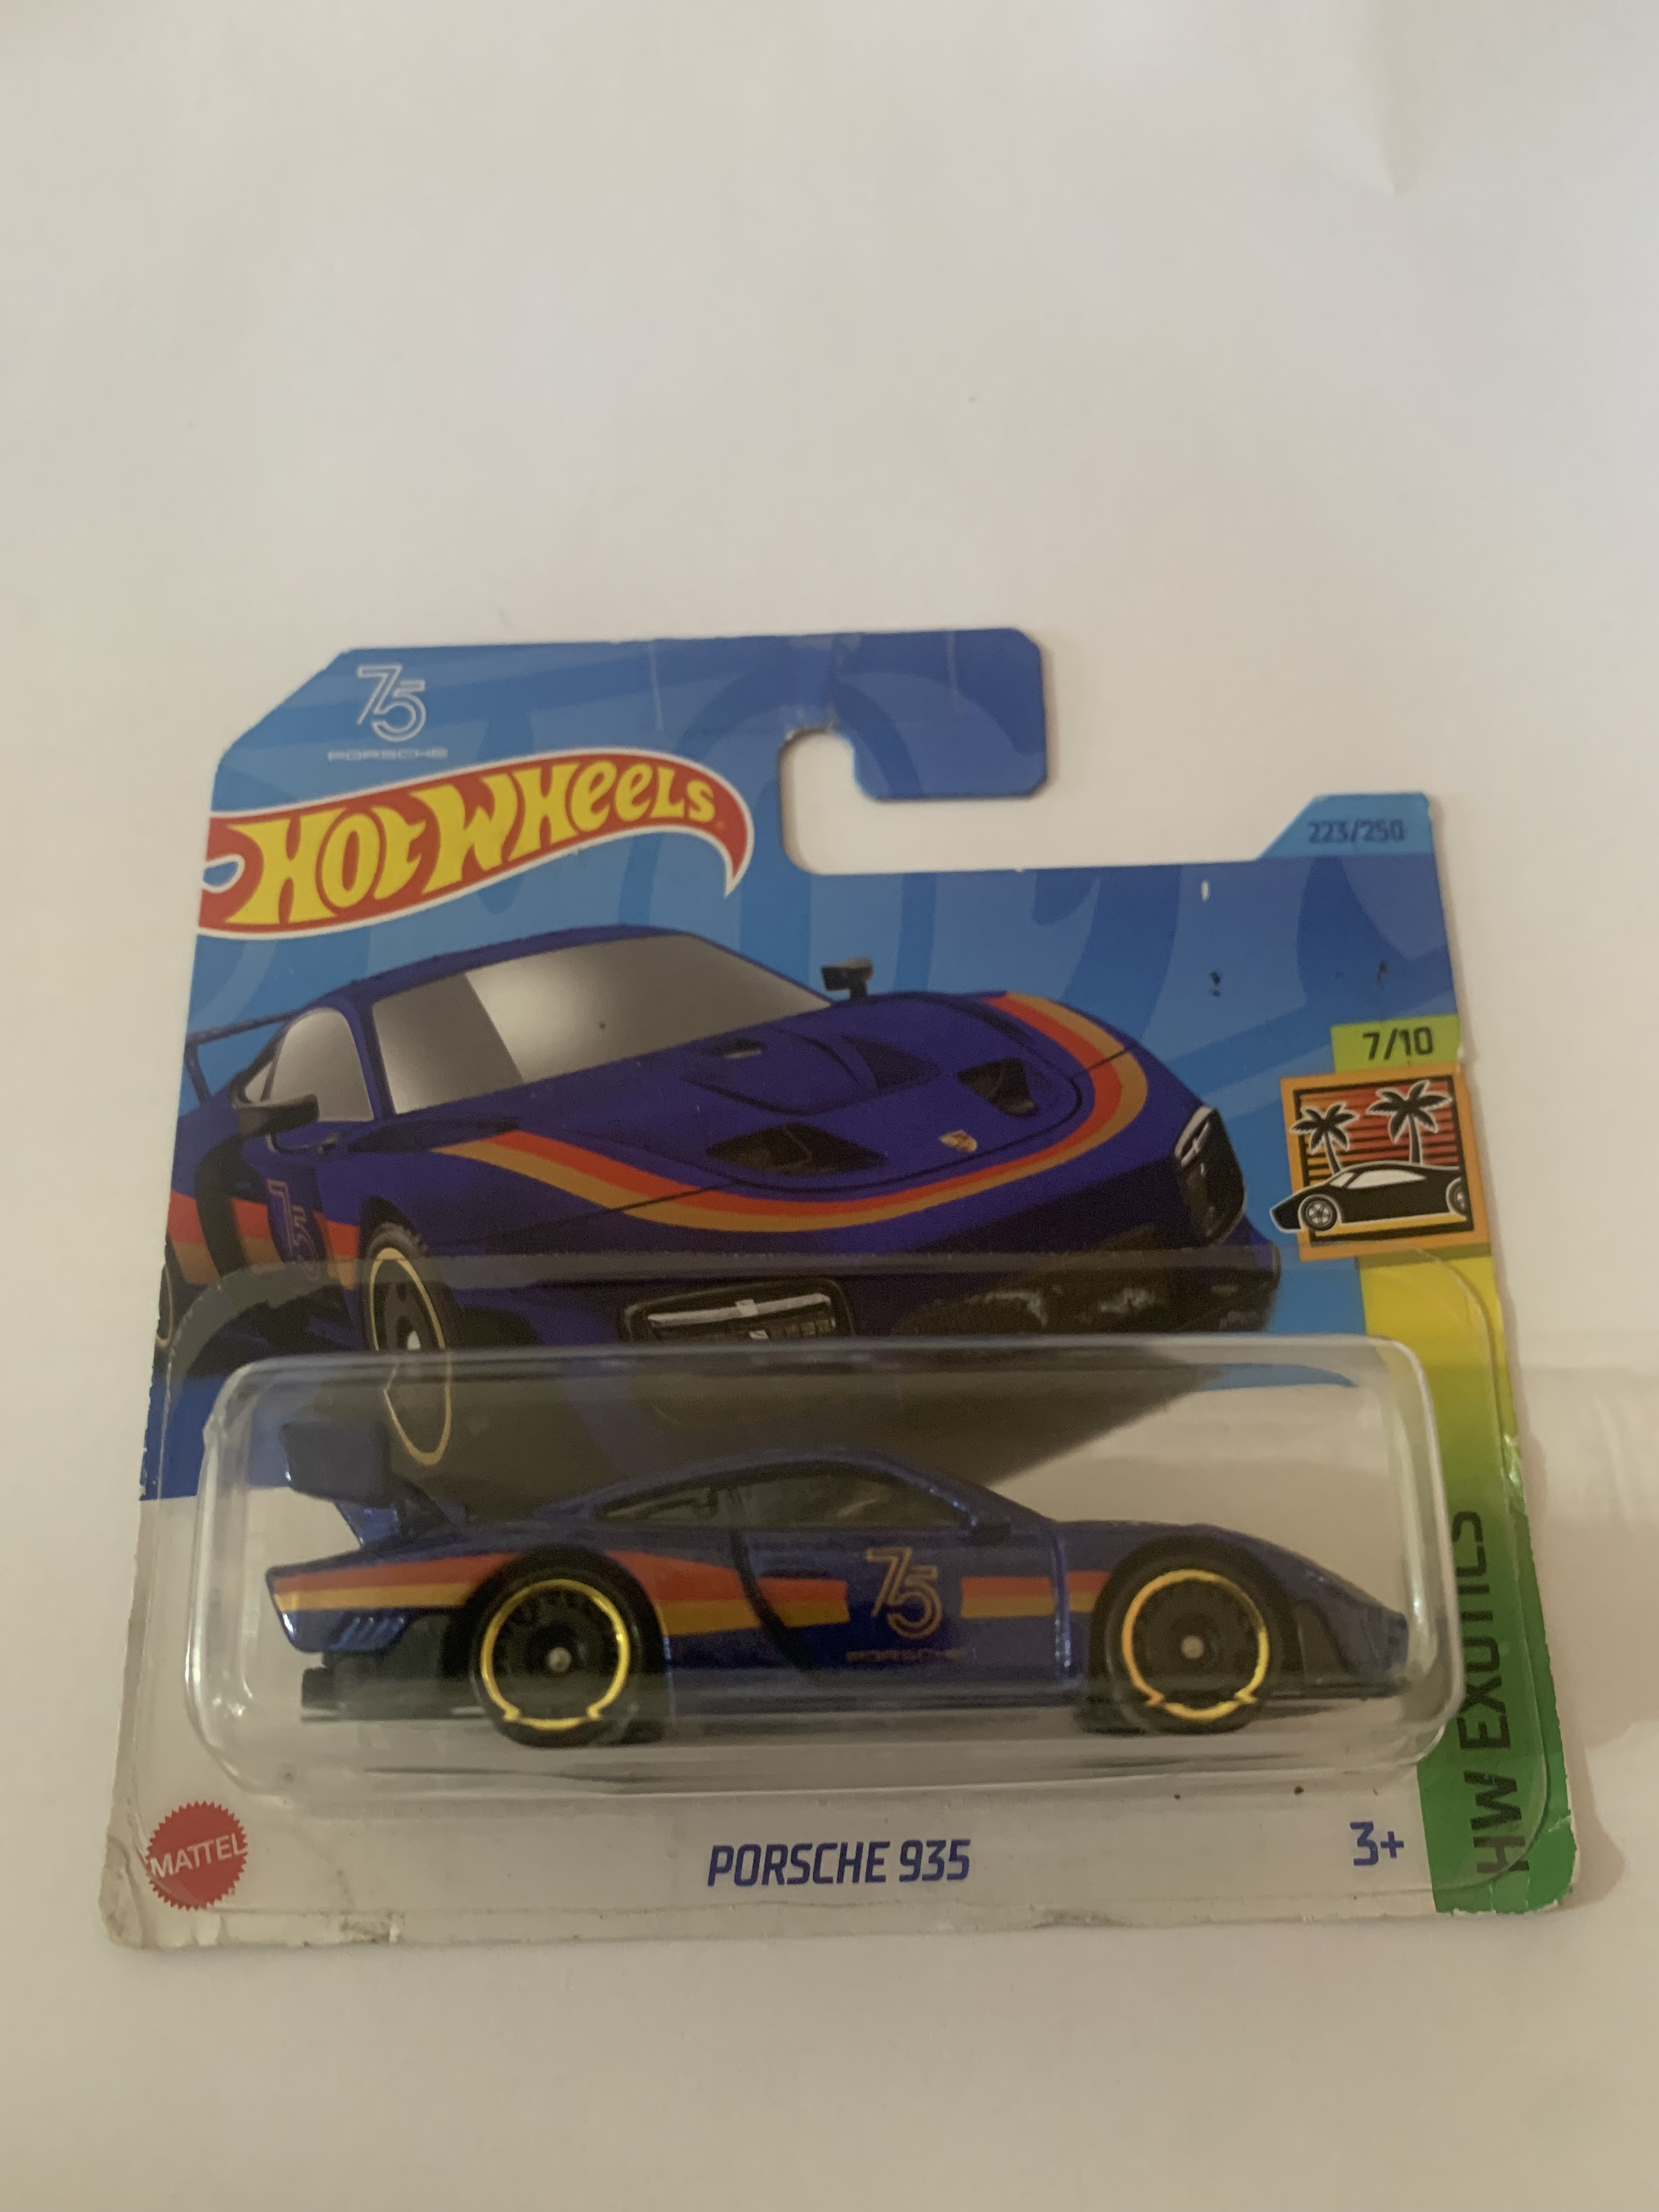 75
PORSCHE
HOT WHEELS
223/250
7/10
75
PORSCHE
HW EXOTICS
MATTEL
PORSCHE 935
3+